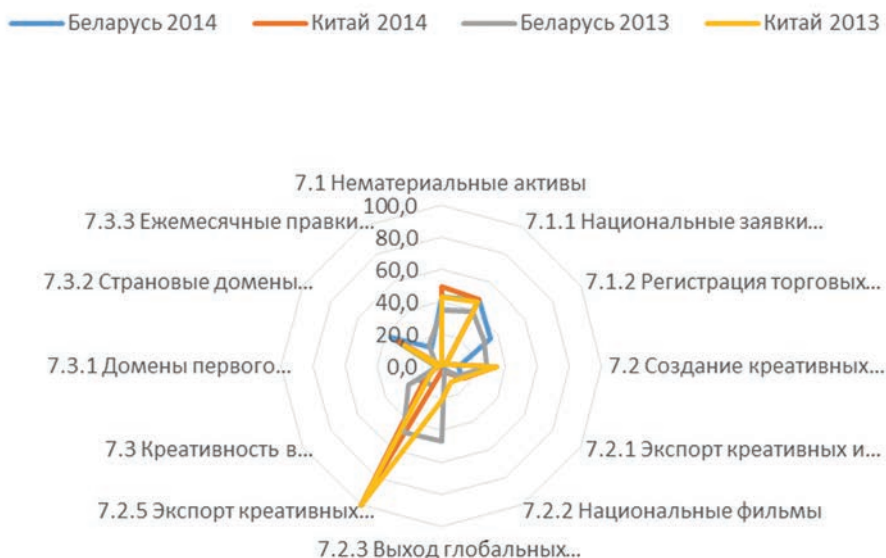 Беларусь 2014 Китай 2014 Беларусь 2013 Китай 2013
7.1 Нематериальные активы
100,0
7.3.3 Ежемесячные правки...
7.1.1 Национальные заявки...
80,0
7.3.2 Страновые домены...
60,0
7.1.2 Регистрация торговых...
40,0
20,0
7.3.1 Домены первого...
0,0
7.2 Создание креативных...
7.3 Креативность в...
7.2.1 Экспорт креативных и...
7.2.5 Экспорт креативных...
7.2.2 Национальные фильмы
7.2.3 Выход глобальных...